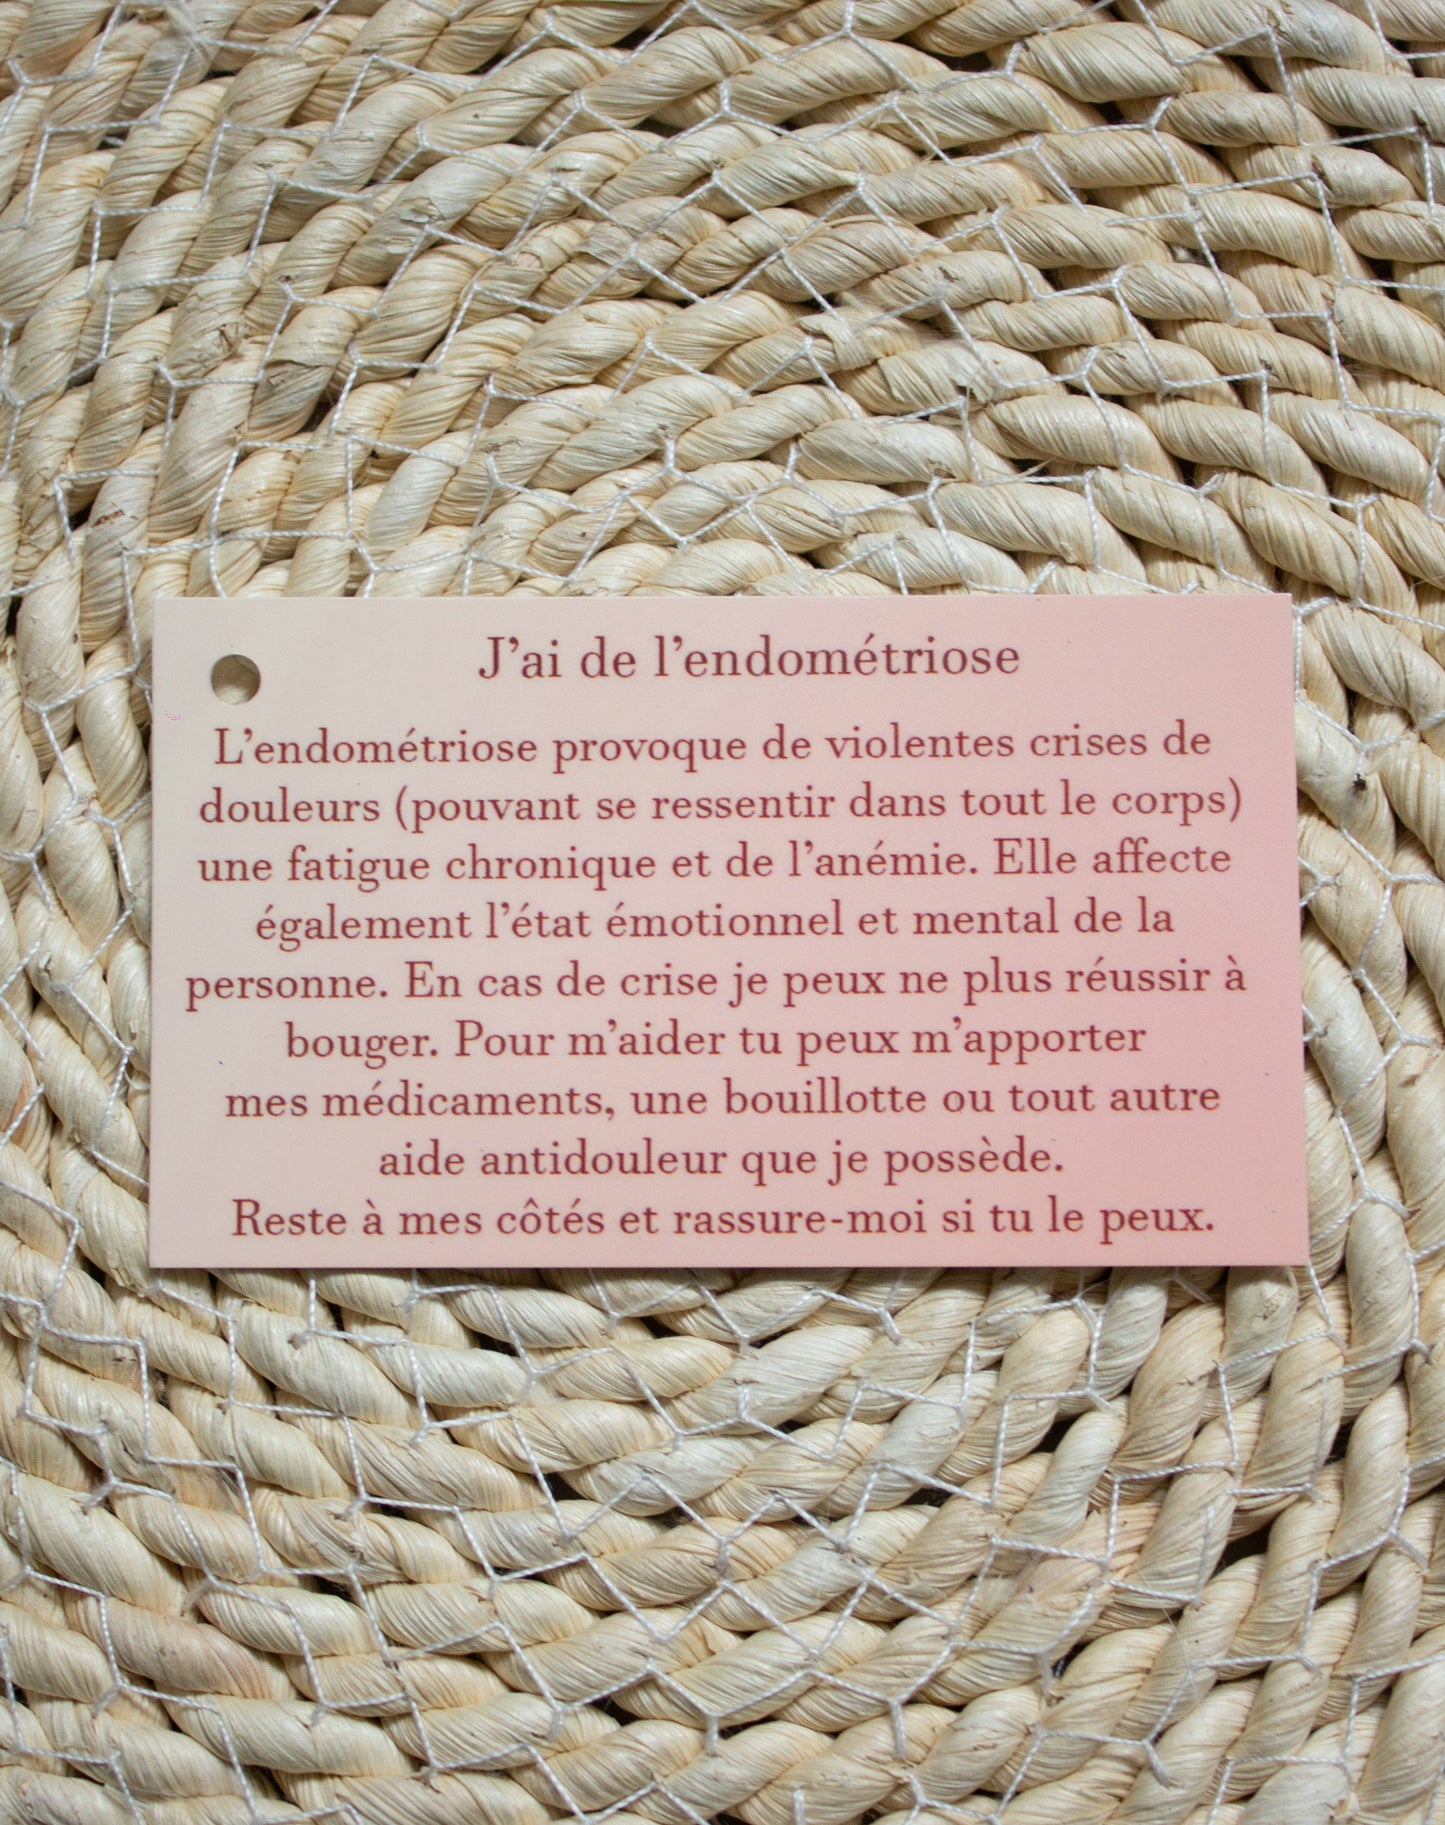 J’ai de l’endométriose
L’endométriose provoque de violentes crises de
douleurs (pouvant se ressentir dans tout le corps)
une fatigue chronique et de l’anémie. Elle affecte
également l’état émotionnel et mental de la
personne. En cas de crise je peux ne plus réussir à
bouger. Pour m’aider tu peux m’apporter
mes médicaments, une bouillotte ou tout autre
aide antidouleur que je possède.
Reste à mes côtés et rassure-moi si tu le peux.